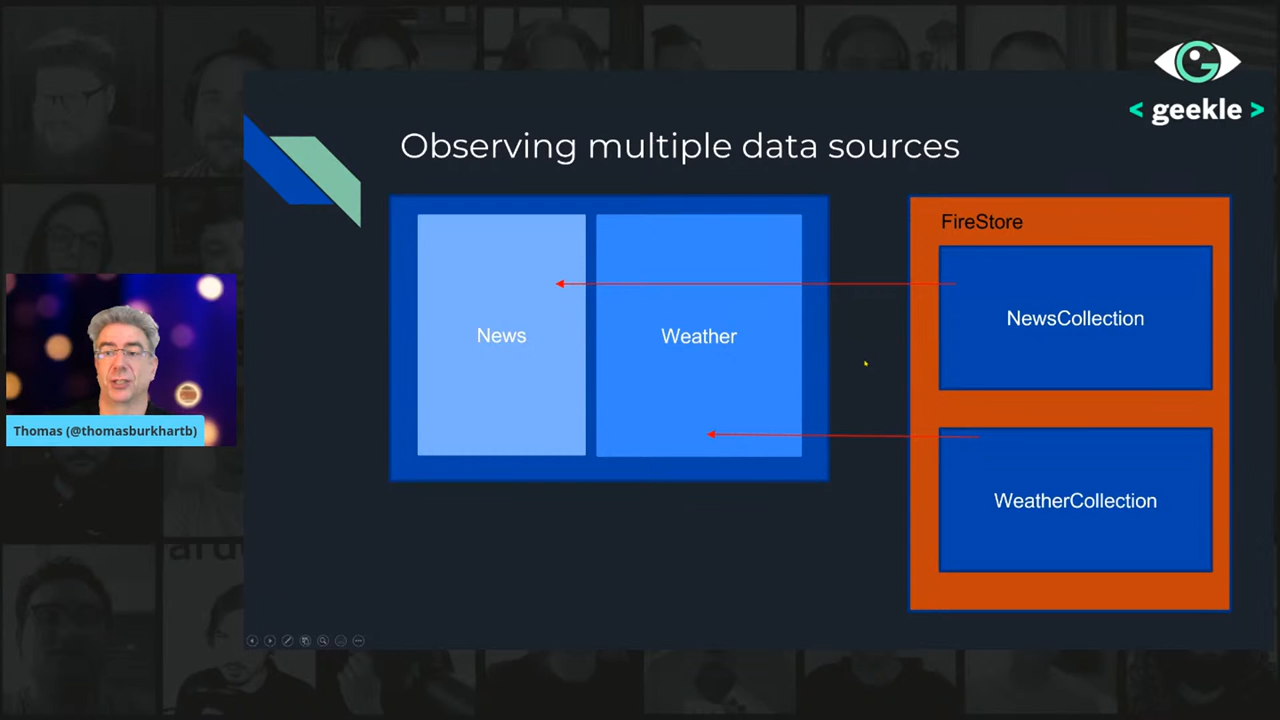 < geekle >
Observing multiple data sources
News
Weather
FireStore
NewsCollection
WeatherCollection
Thomas (@thomasburkhartb)